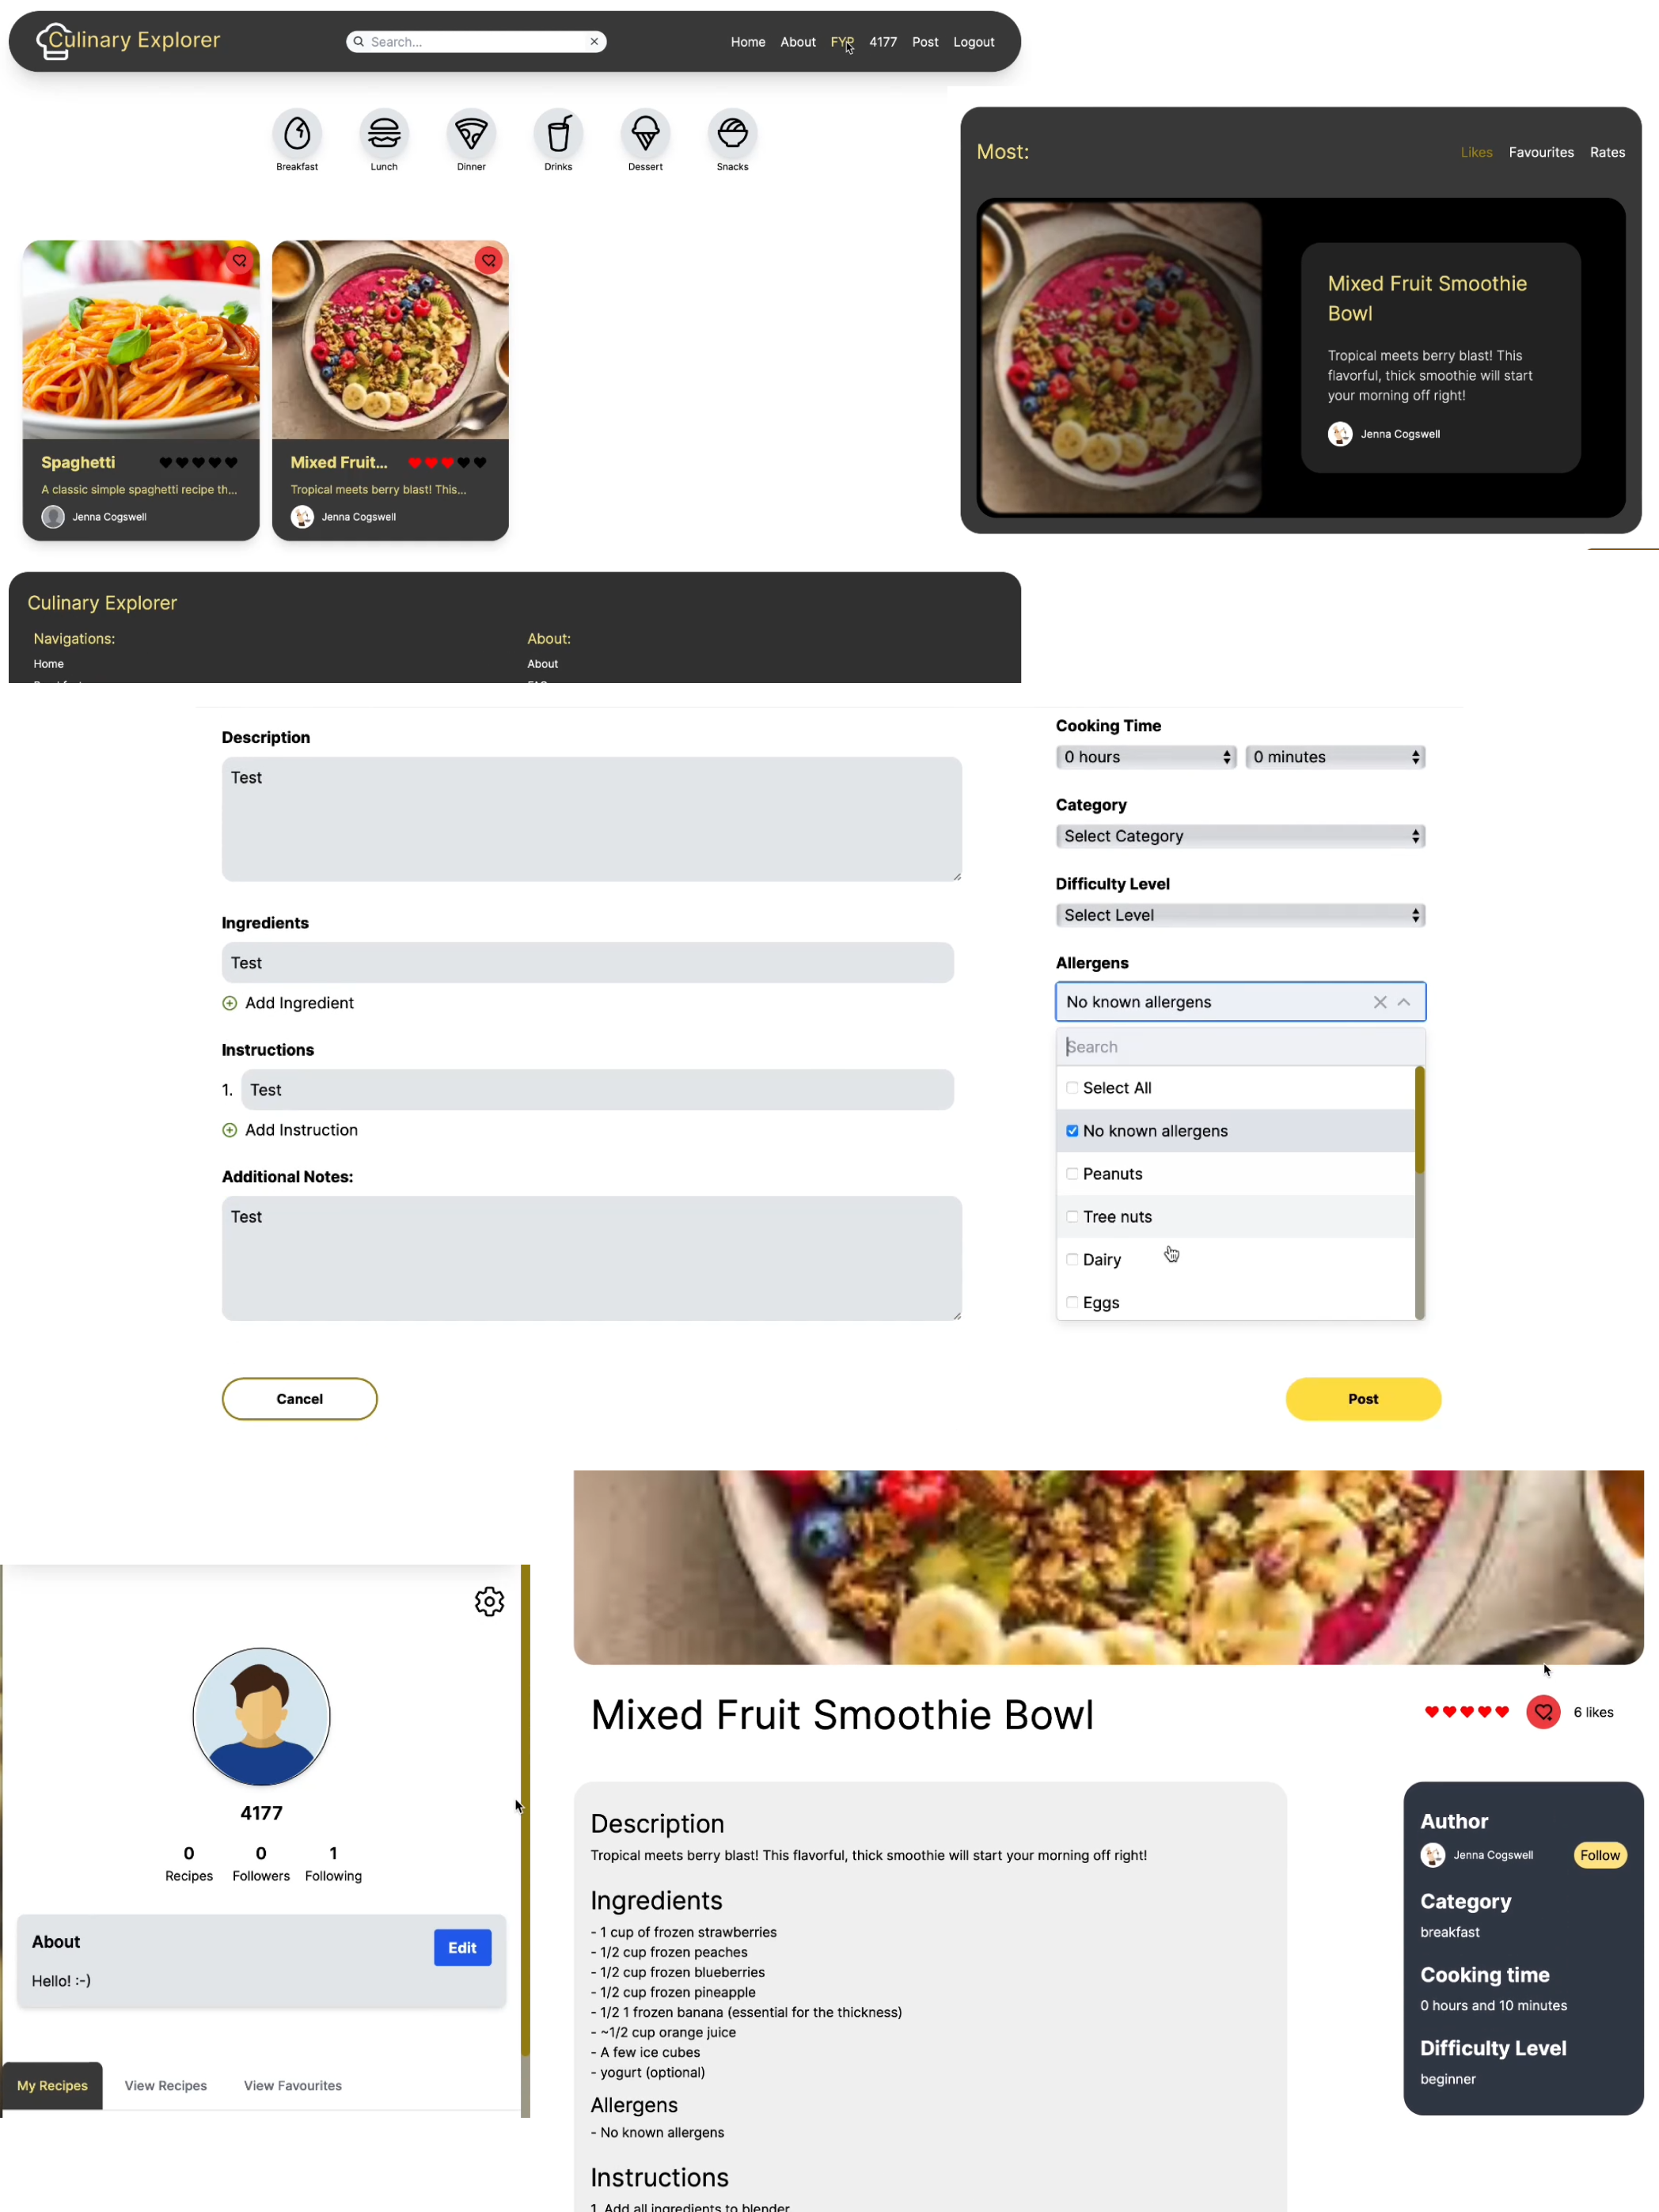 Culinary Explorer
Search...
Home About FYP 4177 Post Logout
Breakfast Lunch Dinner Drinks Dessert Snacks
Most:
Likes Favourites Rates
Mixed Fruit Smoothie
Bowl
Tropical meets berry blast! This
flavorful, thick smoothie will start
your morning off right!
Jenna Cogswell
Spaghetti
A classic simple spaghetti recipe th...
Jenna Cogswell
Mixed Fruit...
Tropical meets berry blast! This...
Jenna Cogswell
Culinary Explorer
Navigations:
Home
About:
About
Description
Test
Ingredients
Test
Add Ingredient
Instructions
1. Test
Add Instruction
Additional Notes:
Test
Cooking Time
0 hours 0 minutes
Category
Select Category
Difficulty Level
Select Level
Allergens
No known allergens
Search
Select All
No known allergens
Peanuts
Tree nuts
Dairy
Eggs
Cancel
Post
4177
0 0 1
Recipes Followers Following
About
Edit
Hello! :-)
My Recipes View Recipes View Favourites
Mixed Fruit Smoothie Bowl
6 likes
Description
Tropical meets berry blast! This flavorful, thick smoothie will start your morning off right!
Ingredients
- 1 cup of frozen strawberries
- 1/2 cup frozen peaches
- 1/2 cup frozen blueberries
- 1/2 cup frozen pineapple
- 1/2 1 frozen banana (essential for the thickness)
- ~1/2 cup orange juice
- A few ice cubes
- yogurt (optional)
Allergens
- No known allergens
Instructions
1. Add all ingredients to blender
Author
Jenna Cogswell
Follow
Category
breakfast
Cooking time
0 hours and 10 minutes
Difficulty Level
beginner